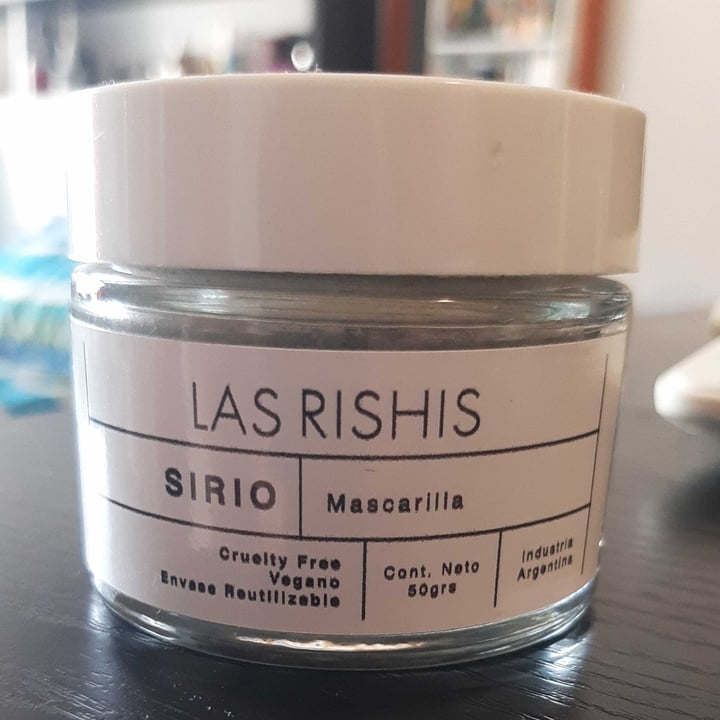 LAS RISHIS
SIRIO
Mascarilla
Cruelty Free
Vegano
Envase Reutilizable
Cont. Neto
50grs
Industria
Argentina